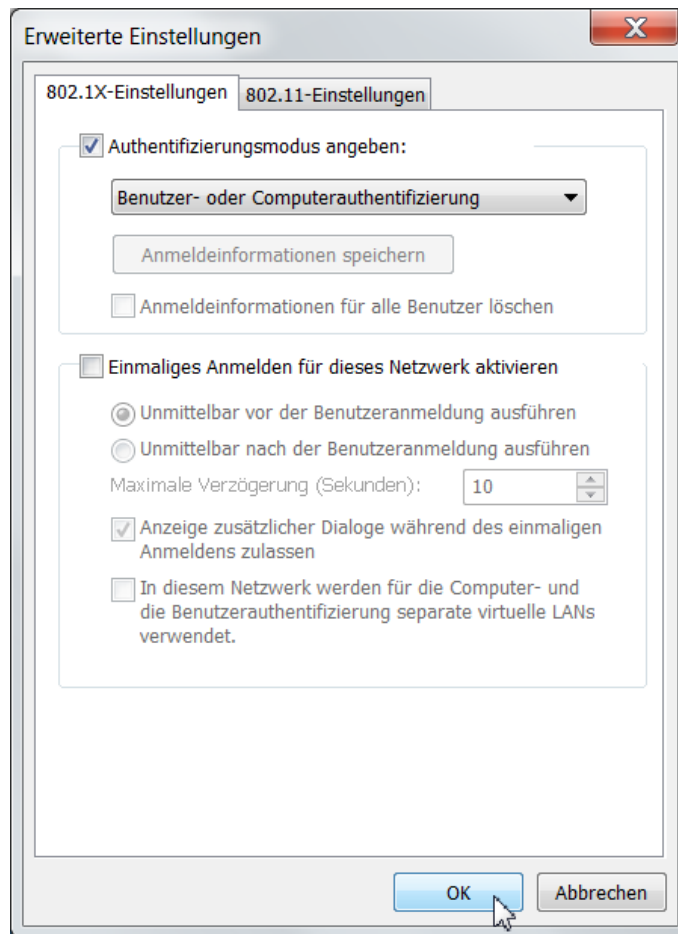 Erweiterte Einstellungen
802.1X-Einstellungen 802.11-Einstellungen
Authentifizierungsmodus angeben:
Benutzer- oder Computerauthentifizierung
Anmeldeinformationen speichern
Anmeldeinformationen für alle Benutzer löschen
Einmaliges Anmelden für dieses Netzwerk aktivieren
Unmittelbar vor der Benutzeranmeldung ausführen
Unmittelbar nach der Benutzeranmeldung ausführen
Maximale Verzögerung (Sekunden): 10
Anzeige zusätzlicher Dialoge während des einmaligen
Anmeldens zulassen
In diesem Netzwerk werden für die Computer- und
die Benutzerauthentifizierung separate virtuelle LANs
verwendet.
OK Abbrechen